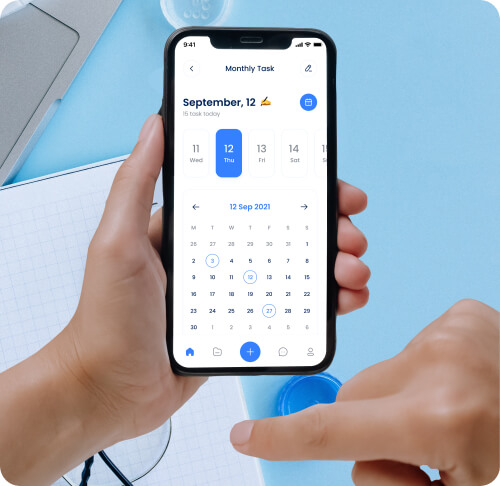 9:41
Monthly Task
September, 12 ✍
15 task today
11 12 13 14 15
Wed Thu Fri Sat
12 Sep 2021
M T W T F S S
26 27 28 29 30 31 1
2 3 4 5 6 7 8
9 10 11 12 13 14 15
16 17 18 19 20 21 22
23 24 25 26 27 28 29
30 1 2 3 4 5 6